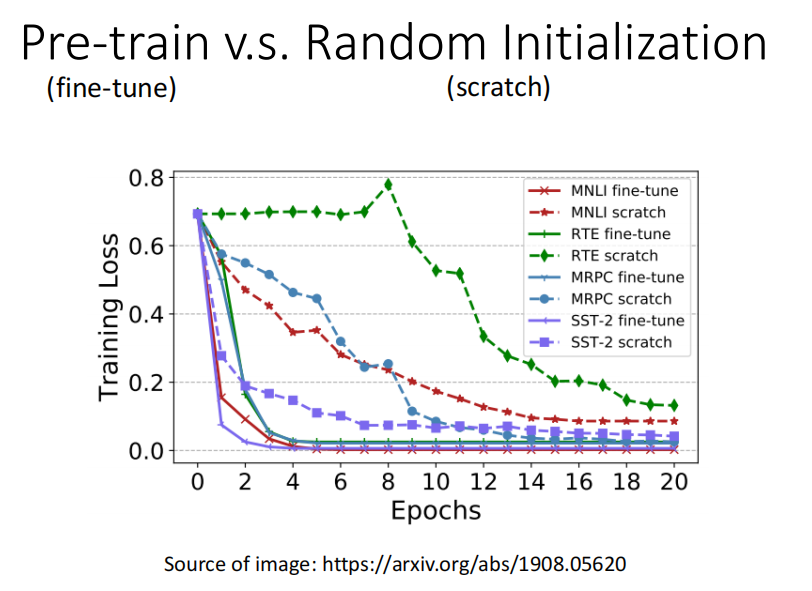 Pre-train v.s. Random Initialization
(fine-tune) (scratch)
0.8
0.6
0.4
0.2
0.0
Training Loss
MNLI fine-tune
MNLI scratch
RTE fine-tune
RTE scratch
MRPC fine-tune
MRPC scratch
SST-2 fine-tune
SST-2 scratch
0 2 4 6 8 10 12 14 16 18 20
Epochs
Source of image: https://arxiv.org/abs/1908.05620